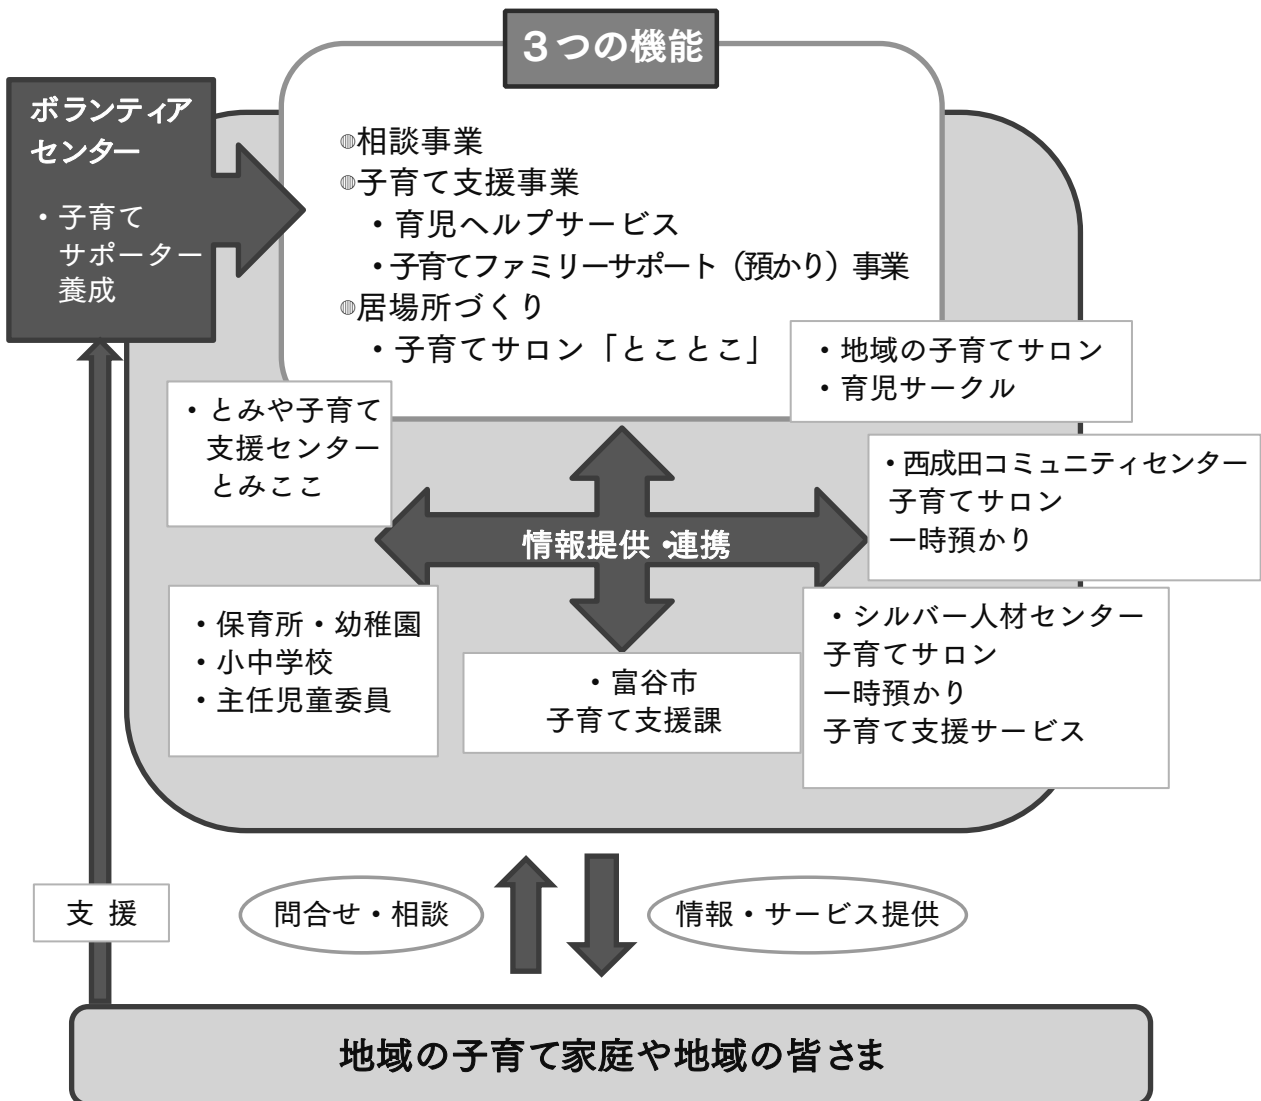 3つの機能
ボランティア
センター
・子育て
サポーター
養成
◍相談事業
◍子育て支援事業
・育児ヘルプサービス
・子育てファミリーサポート（預かり）事業
◍居場所づくり
・子育てサロン「とことこ」
・地域の子育てサロン
・育児サークル
・とみや子育て
支援センター
とみここ
・西成田コミュニティセンター
子育てサロン
一時預かり
情報提供・連携
・保育所・幼稚園
・小中学校
・主任児童委員
・富谷市
子育て支援課
・シルバー人材センター
子育てサロン
一時預かり
子育て支援サービス
支 援
問合せ・相談
情報・サービス提供
地域の子育て家庭や地域の皆さま